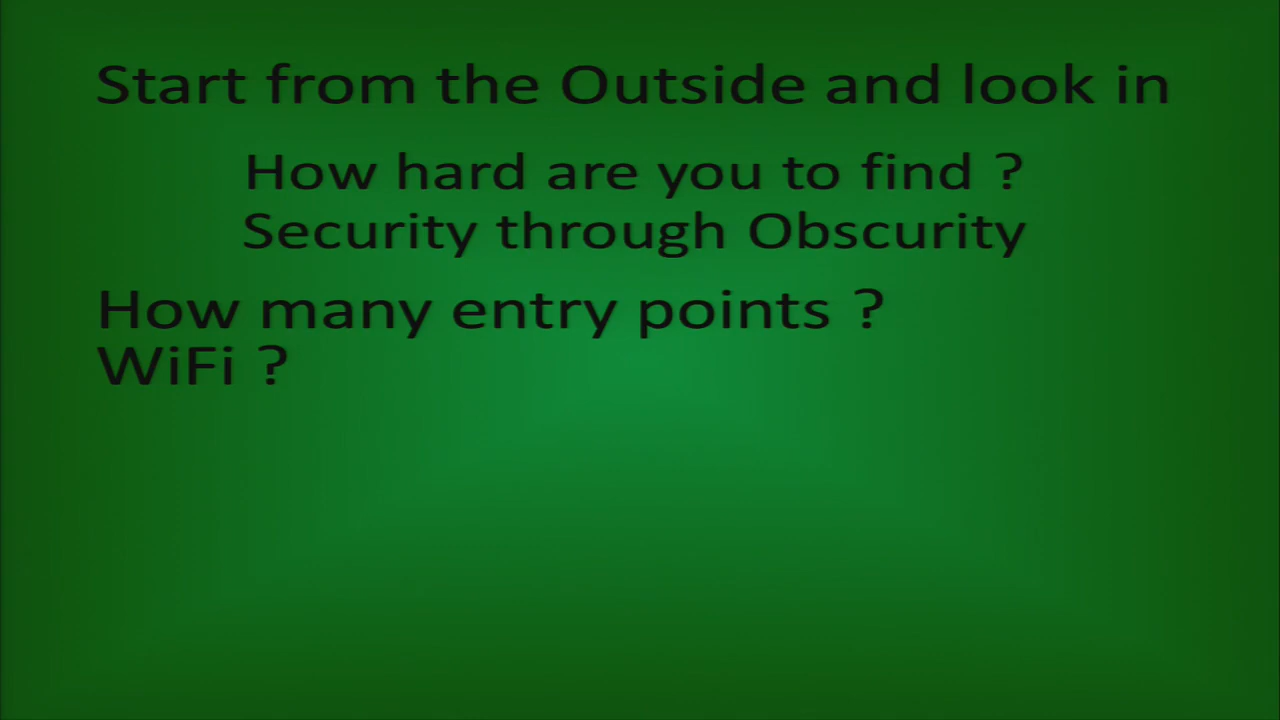 Start from the Outside and look in
How hard are you to find ?
Security through Obscurity
How many entry points ?
WiFi ?